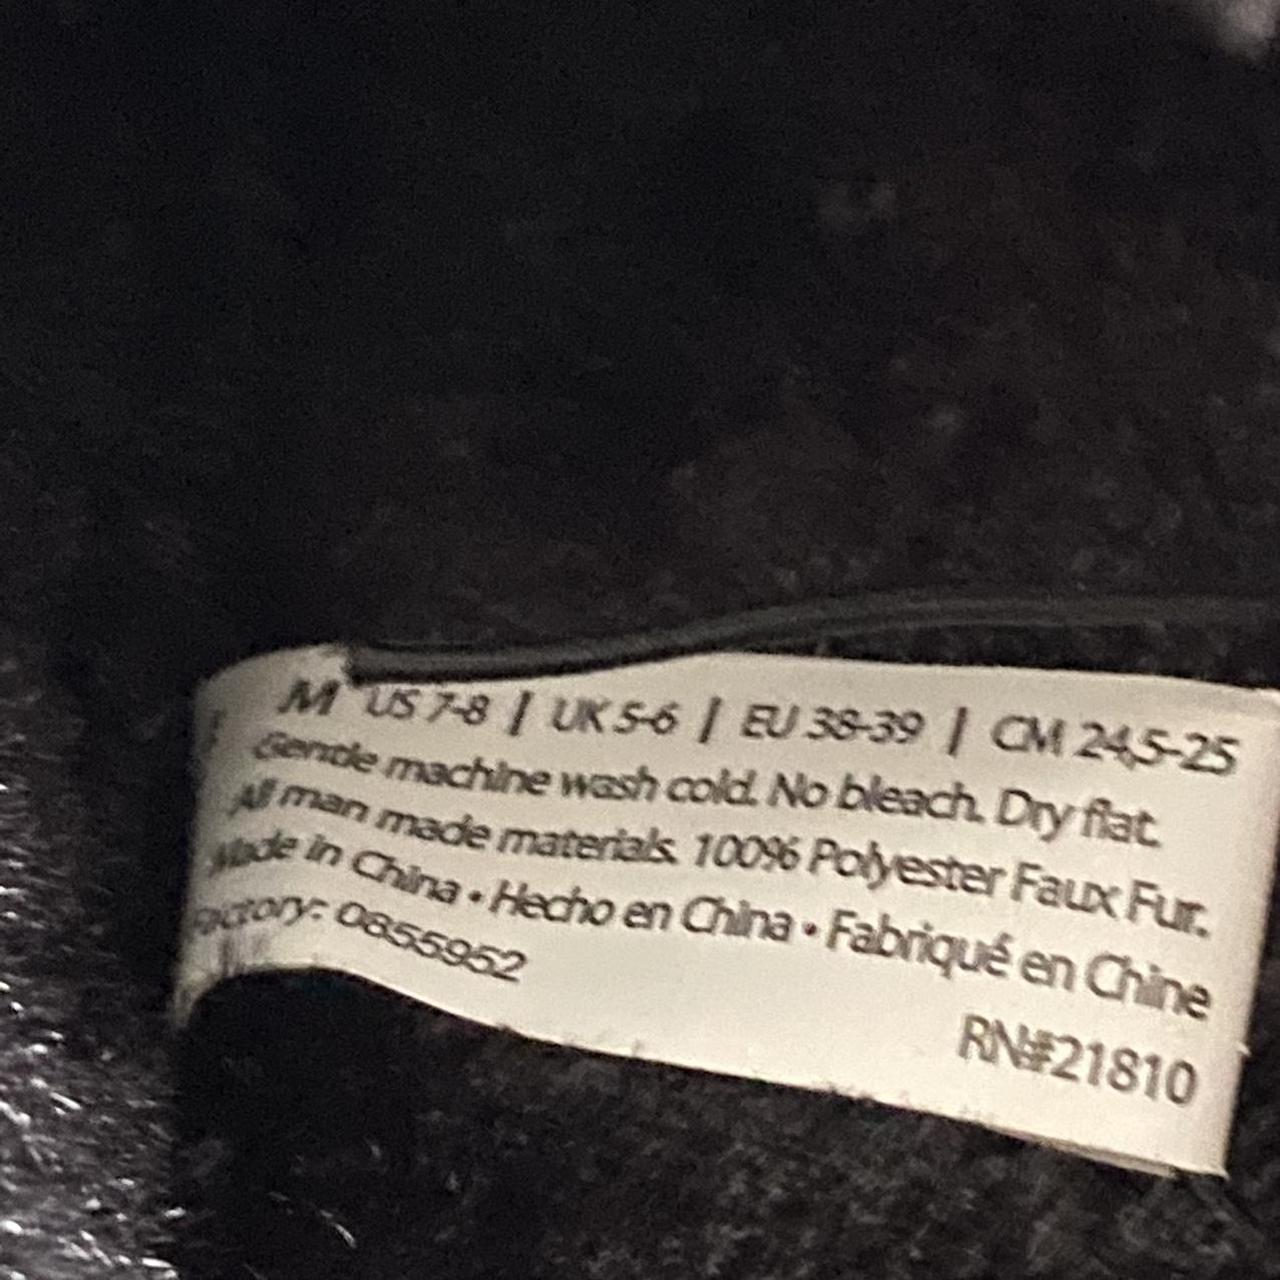 M US 7-8 | UK 5-6 | EU 38-39 | CM 24,5-25
Gentle machine wash cold. No bleach. Dry flat.
All man made materials. 100% Polyester Faux Fur.
Made in China • Hecho en China • Fabriqué en Chine
Factory: 0855952
RN#21810